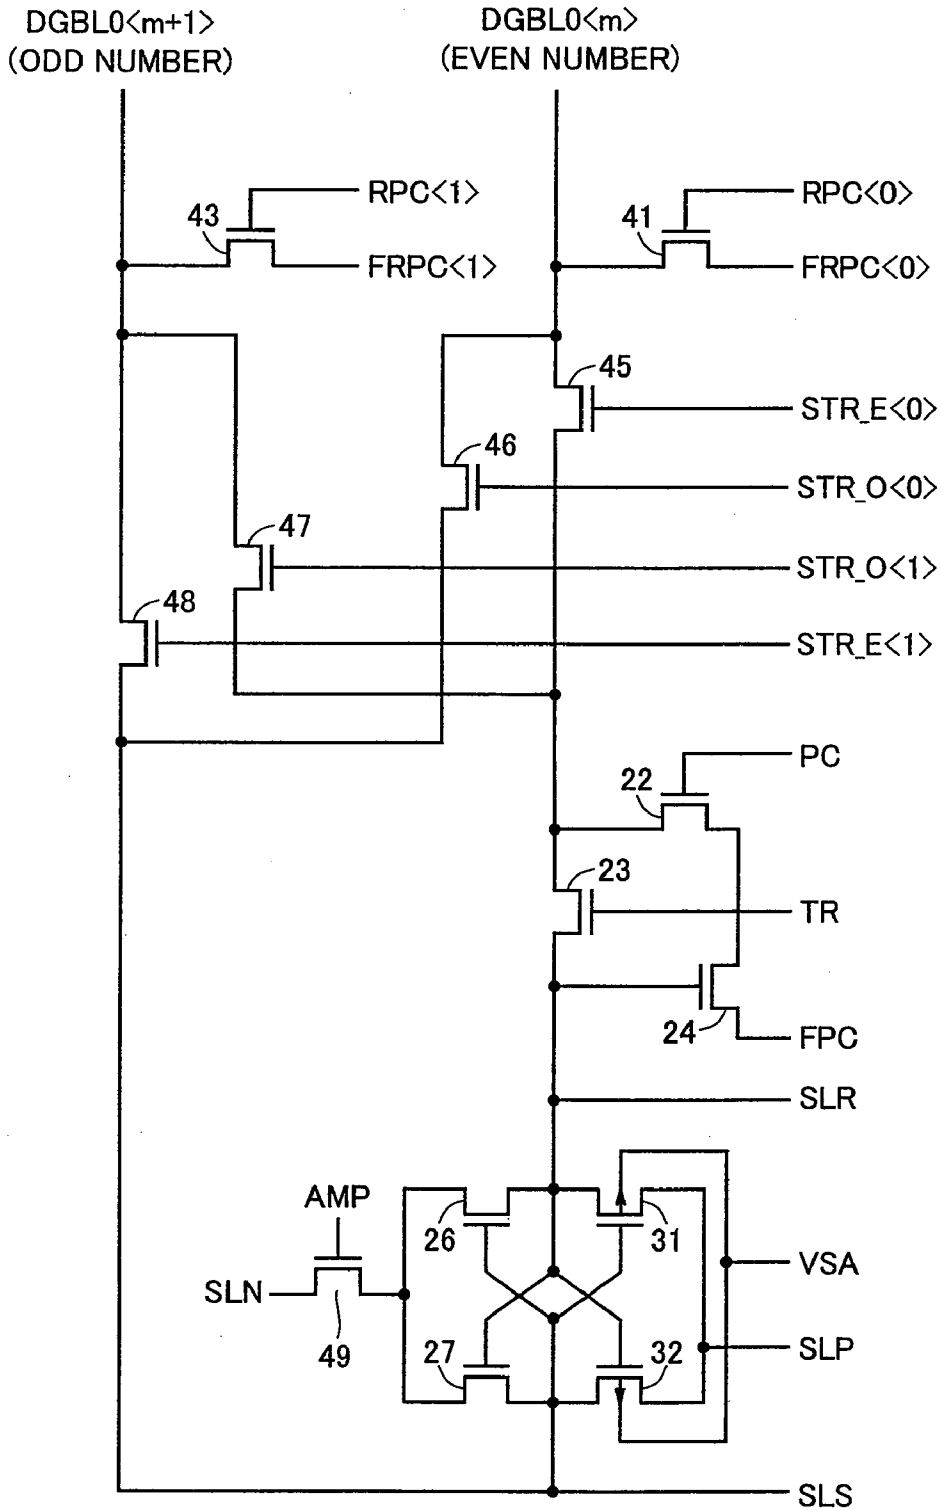 DGBL0<m+1>
(ODD NUMBER)
DGBL0<m>
(EVEN NUMBER)
RPC<1>
RPC<0>
43
41
FRPC<1>
FRPC<0>
45
STR_E<0>
46
STR_O<0>
47
STR_O<1>
48
STR_E<1>
PC
22
23
TR
24
FPC
SLR
AMP
26
31
VSA
SLN
49
27
32
SLP
SLS